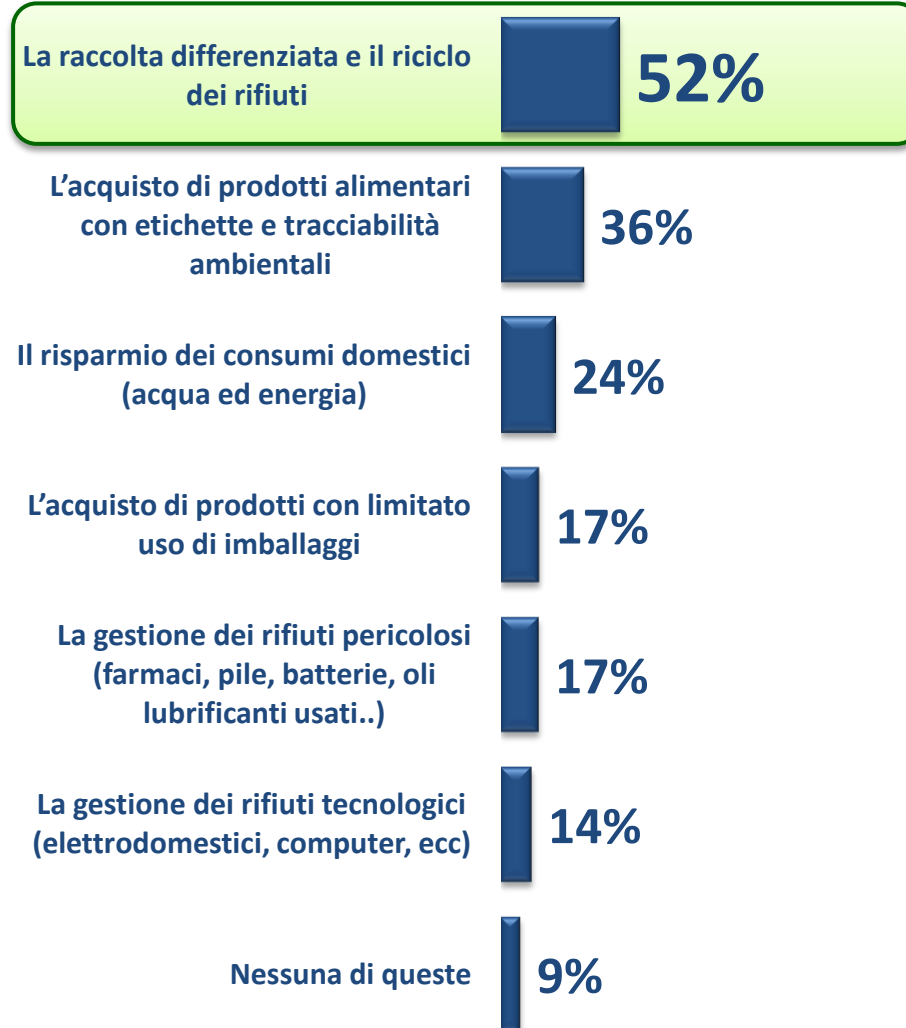 La raccolta differenziata e il riciclo
dei rifiuti
52%
L’acquisto di prodotti alimentari
con etichette e tracciabilità
ambientali
36%
Il risparmio dei consumi domestici
(acqua ed energia)
24%
L’acquisto di prodotti con limitato
uso di imballaggi
17%
La gestione dei rifiuti pericolosi
(farmaci, pile, batterie, oli
lubrificanti usati..)
17%
La gestione dei rifiuti tecnologici
(elettrodomestici, computer, ecc)
14%
Nessuna di queste
9%